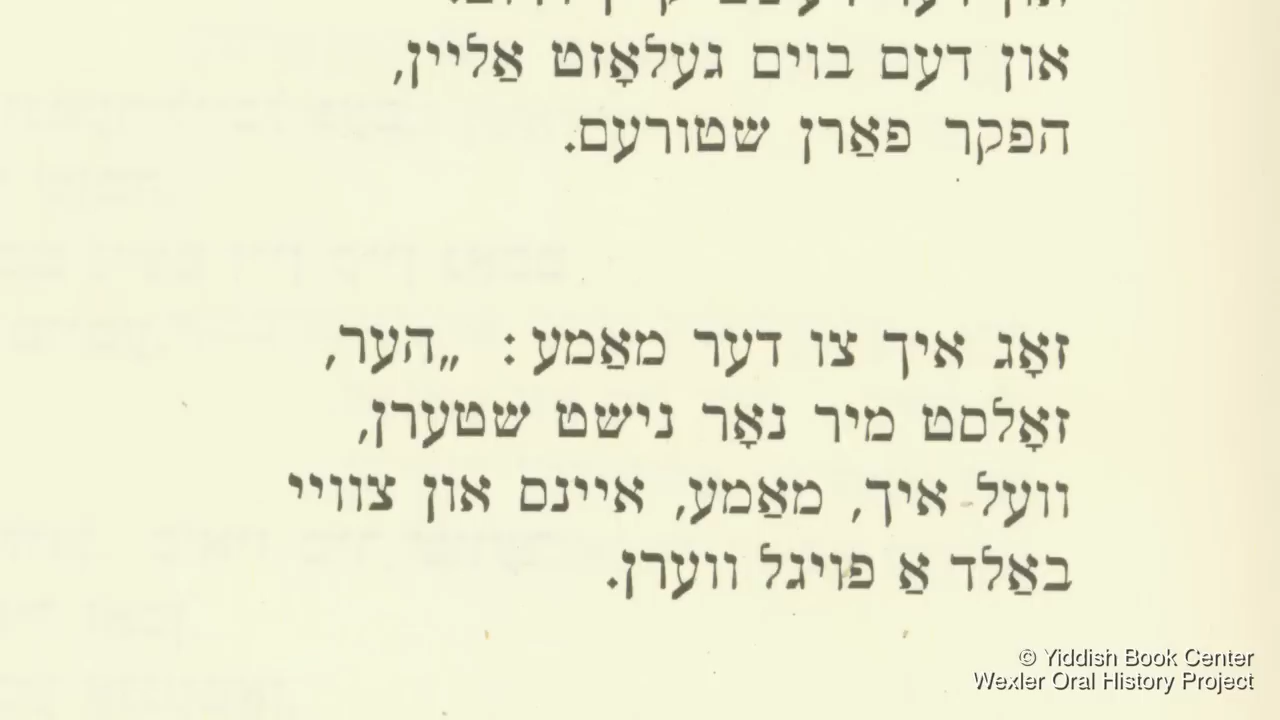 און דעם בוים געלאָזט אַליין,
הפקר פֿאַרן שטורעם.
זאָג איך צו דער מאַמע: „הער,
זאָלסט מיר נאָר נישט שטערן,
וועל איך, מאַמע, איינס און צוויי
באַלד אַ פויגל ווערן.
© Yiddish Book Center
Wexler Oral History Project